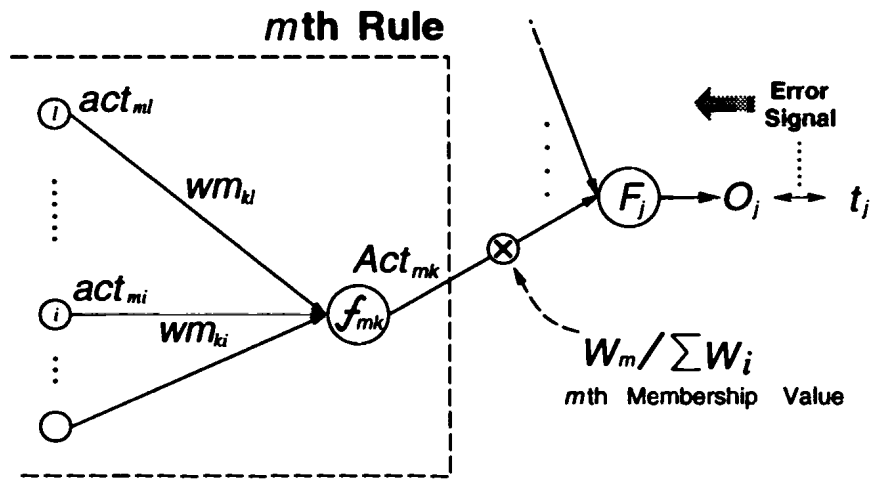 mth Rule
l act_ml
wm_kl
i act_mi
wm_ki
f_mk
Act_mk
F_j
O_j
t_j
Error
Signal
W_m / ∑ W_i
mth Membership Value